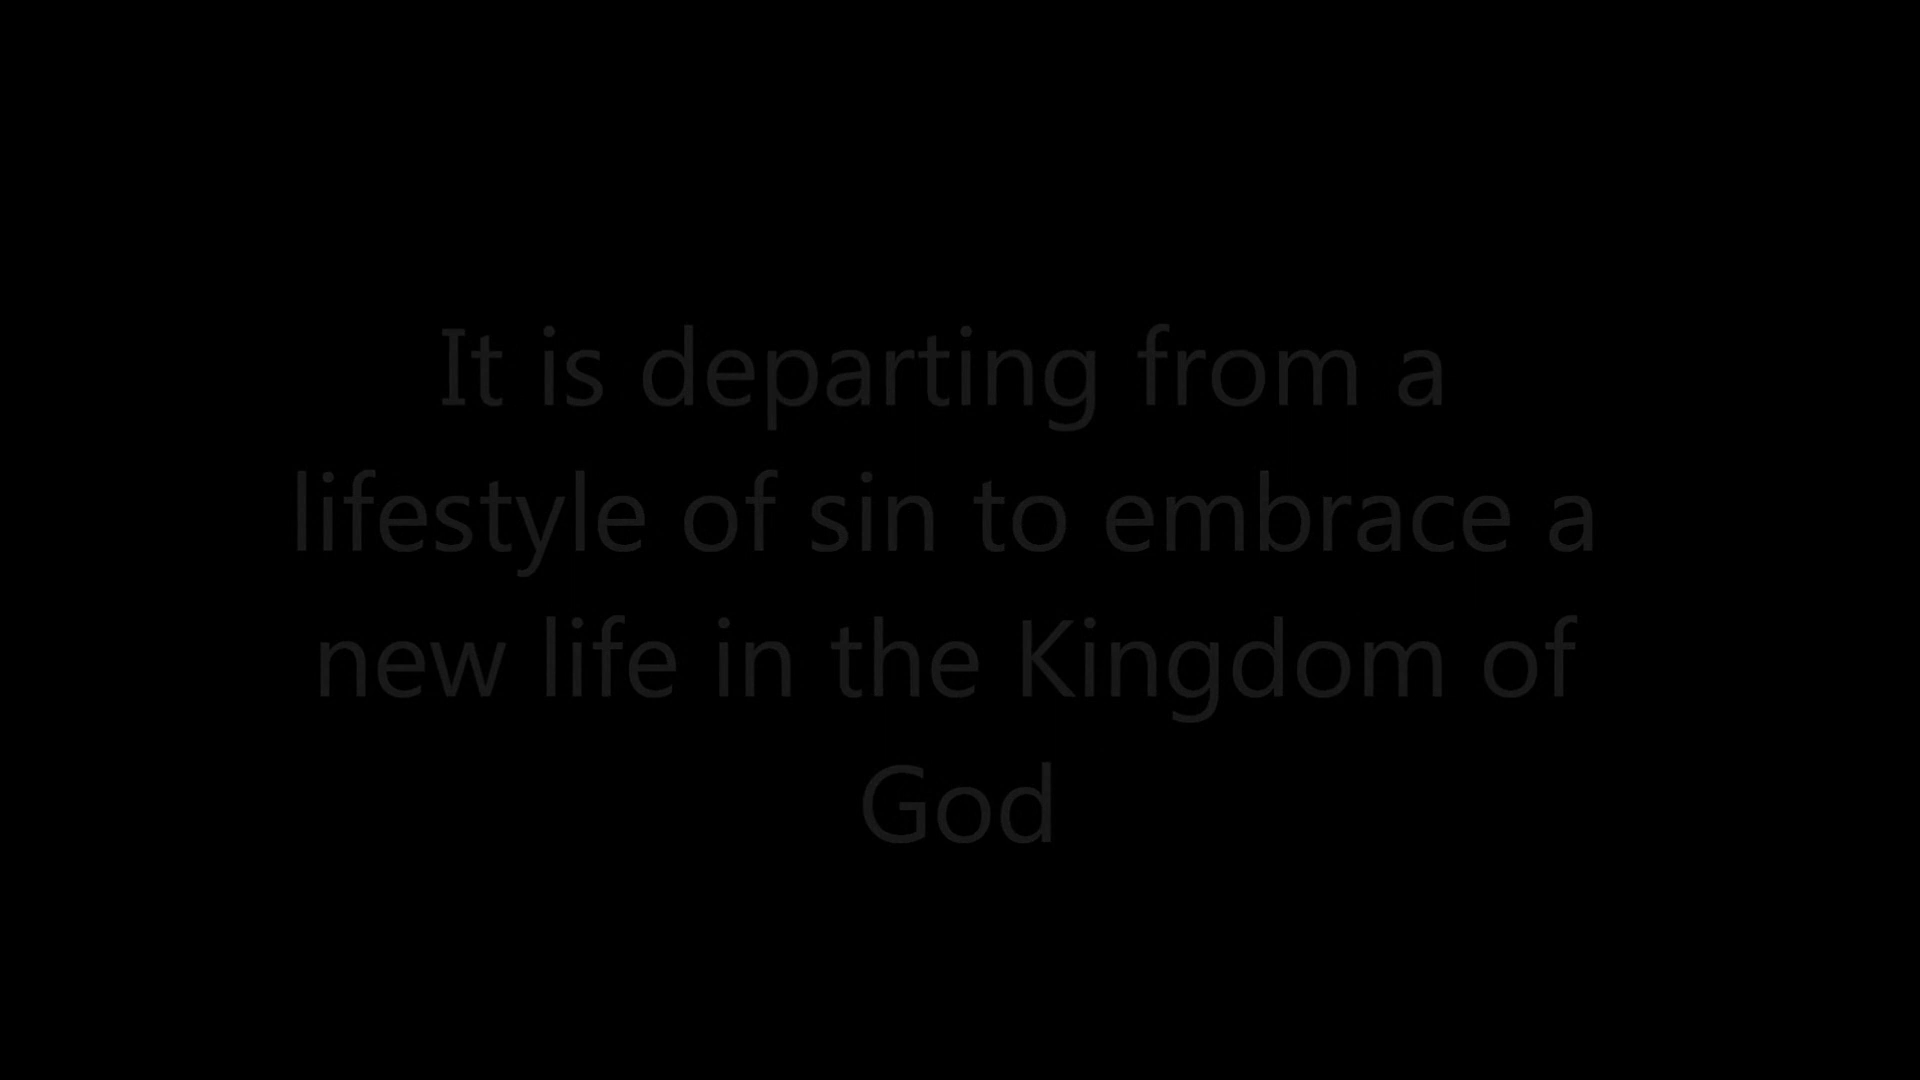 It is departing from a
lifestyle of sin to embrace a
new life in the Kingdom of
God